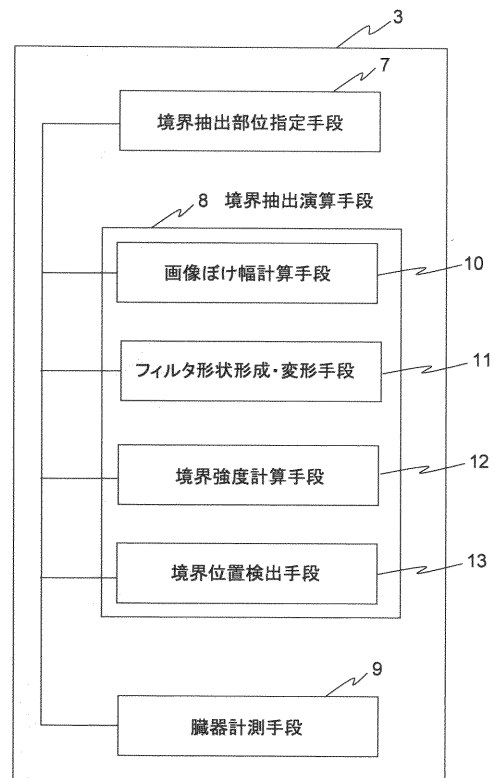 3
7
境界抽出部位指定手段
8 境界抽出演算手段
画像ぼけ幅計算手段
10
フィルタ形状形成・変形手段
11
境界強度計算手段
12
境界位置検出手段
13
9
臓器計測手段